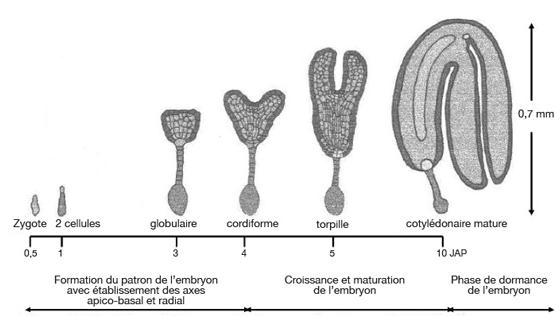 0,7 mm
Zygote 2 cellules globulaire cordiforme torpille cotylédonaire mature
0,5 1 3 4 5 10 JAP
Formation du patron de l'embryon
avec établissement des axes
apico-basal et radial
Croissance et maturation
de l'embryon
Phase de dormance
de l'embryon